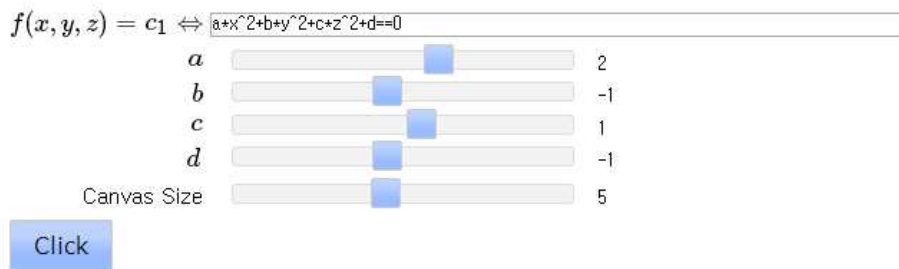 f(x, y, z) = c₁ ⇔ a*x^2+b*y^2+c*z^2+d==0
a 2
b -1
c 1
d -1
Canvas Size 5
Click